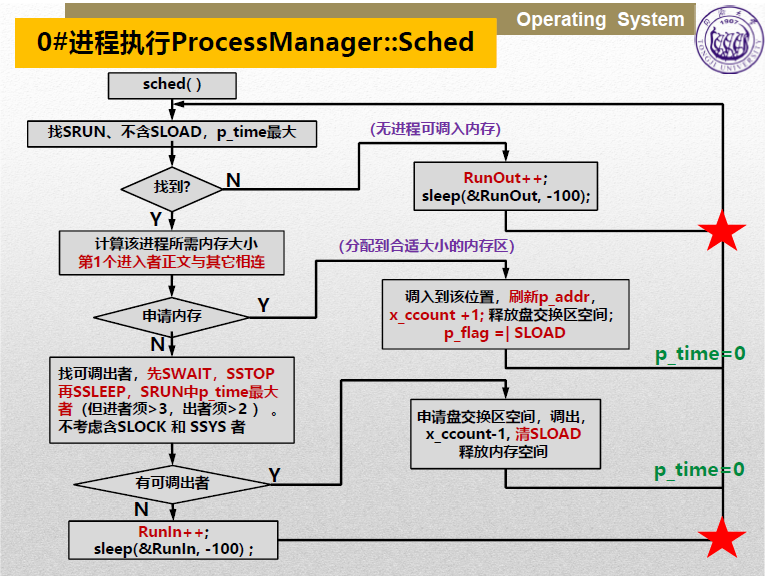 Operating System
0#进程执行ProcessManager::Sched
1907
TONGJI UNIVERSITY
sched( )
找SRUN、不含SLOAD，p_time最大
(无进程可调入内存)
找到?
N
RunOut++;
sleep(&RunOut, -100);
Y
计算该进程所需内存大小
第1个进入者正文与其它相连
(分配到合适大小的内存区)
申请内存
Y
调入到该位置，刷新p_addr，
x_ccount +1; 释放盘交换区空间；
p_flag =| SLOAD
N
p_time=0
找可调出者，先SWAIT，SSTOP
再SSLEEP，SRUN中p_time最大
者（但进者须>3，出者须>2 ）。
不考虑含SLOCK 和 SSYS 者
申请盘交换区空间，调出，
x_ccount-1, 清SLOAD
释放内存空间
有可调出者
Y
p_time=0
N
RunIn++;
sleep(&RunIn, -100) ;